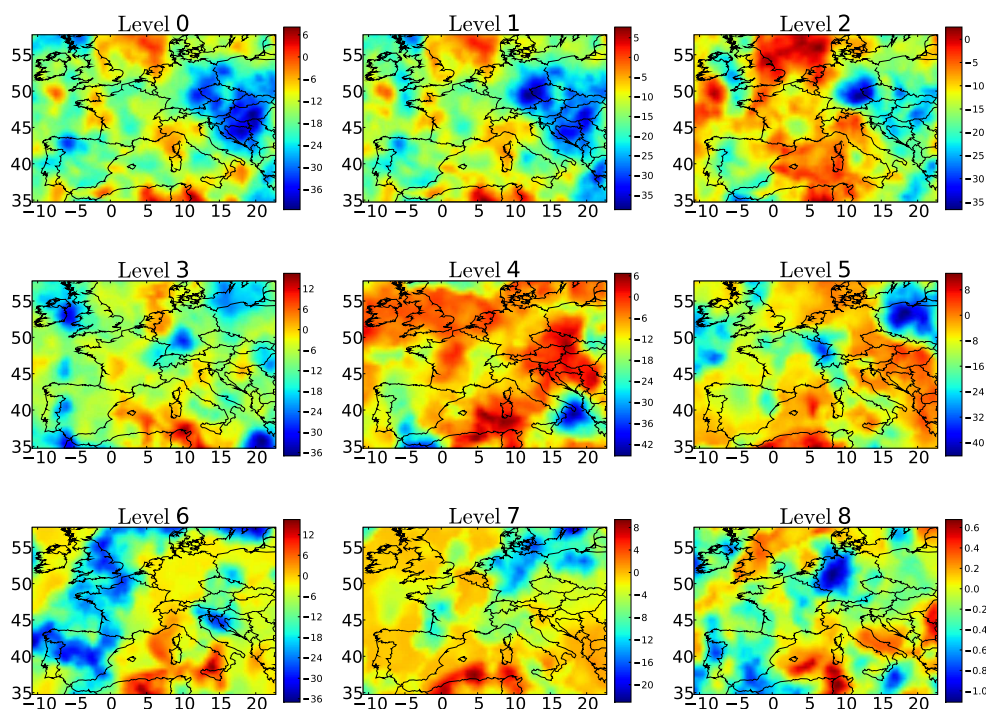 Level 0 Level 1 Level 2
55 6 55 5 55 0
0 0 −5
50 −6 50 −5 50 −10
−12 −10 −15
45 −18 45 −15 45 −20
−24 −20 −25
40 −30 40 −25 40 −30
−36 −30 −35
35 35 −35 35
−10 −5 0 5 10 15 20 −10 −5 0 5 10 15 20 −10 −5 0 5 10 15 20
Level 3 Level 4 Level 5
55 12 55 6 55 8
6 0 0
50 0 50 −6 50 −8
−6 −12 −16
45 −12 45 −18 45 −24
−18 −24 −32
40 −24 40 −30 40 −40
−30 −36
35 −36 35 −42 35
−10 −5 0 5 10 15 20 −10 −5 0 5 10 15 20 −10 −5 0 5 10 15 20
Level 6 Level 7 Level 8
55 12 55 8 55 0.6
6 4 0.4
50 0 50 0 50 0.2
−6 −4 0.0
45 −12 45 −8 45 −0.2
−18 −12 −0.4
40 −24 40 −16 40 −0.6
−30 −20 −0.8
35 −36 35 35 −1.0
−10 −5 0 5 10 15 20 −10 −5 0 5 10 15 20 −10 −5 0 5 10 15 20